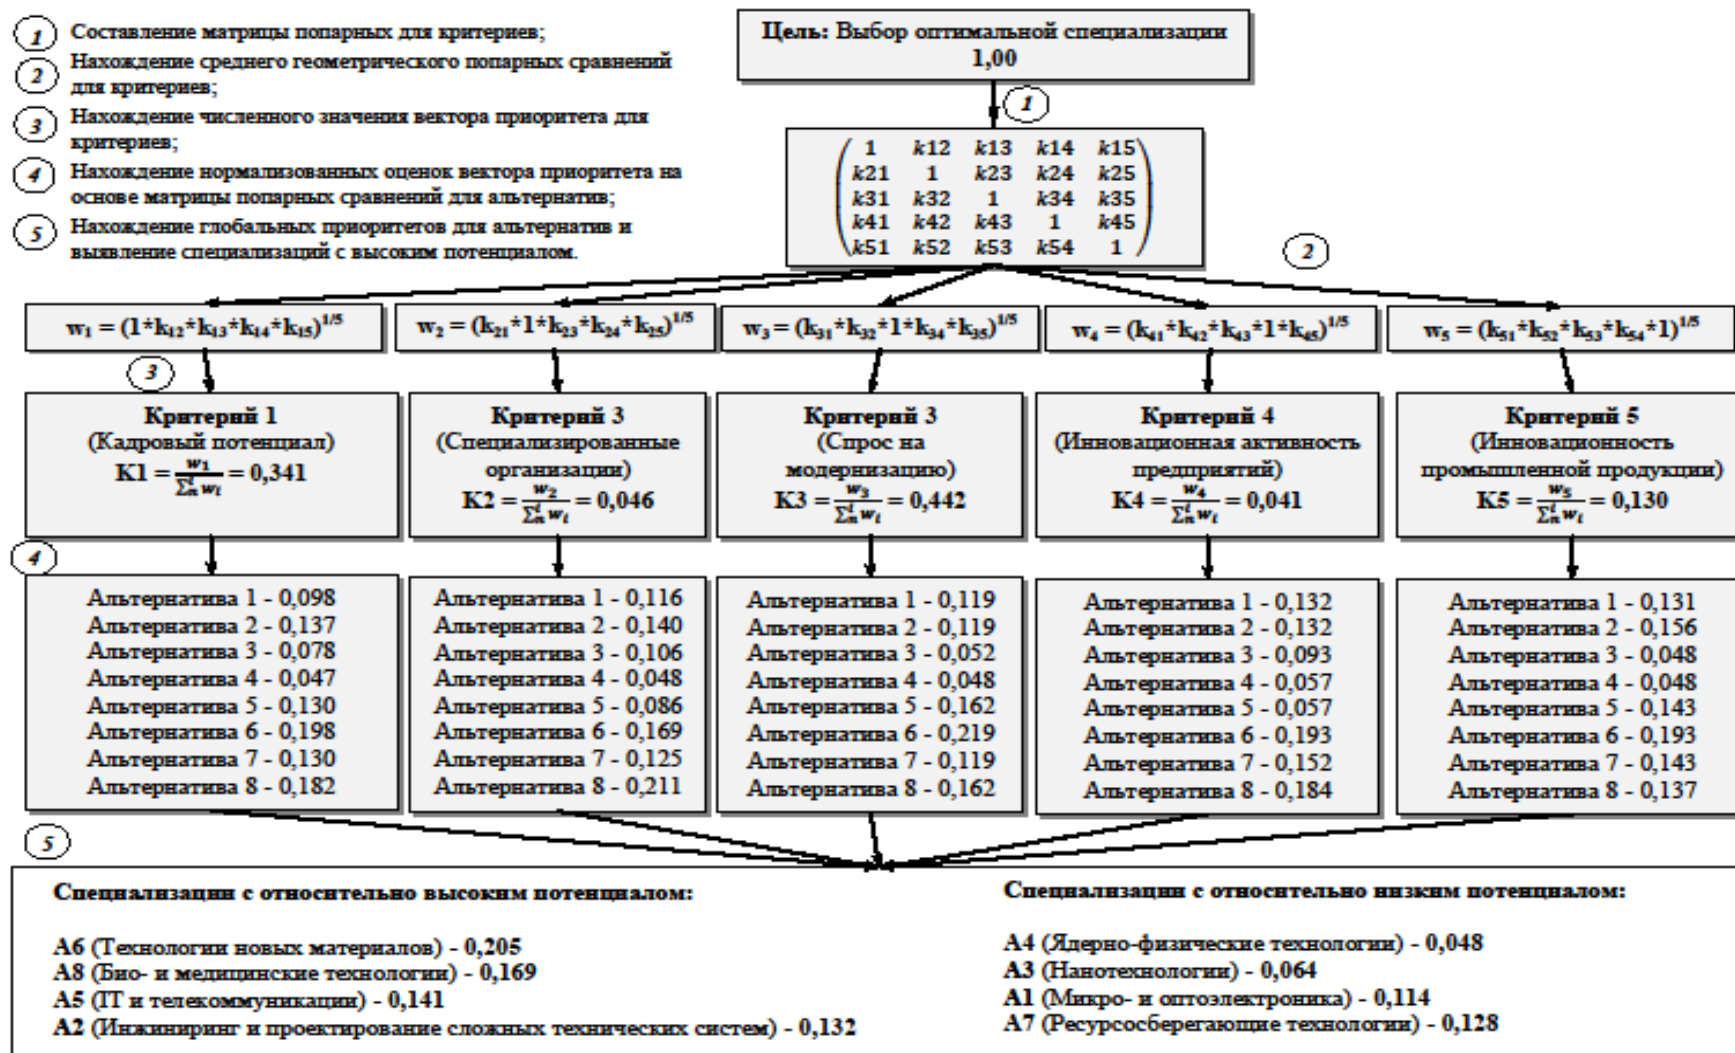 1 Составление матрицы попарных для критериев;
2 Нахождение среднего геометрического попарных сравнений
для критериев;
3 Нахождение численного значения вектора приоритета для
критериев;
4 Нахождение нормализованных оценок вектора приоритета на
основе матрицы попарных сравнений для альтернатив;
5 Нахождение глобальных приоритетов для альтернатив и
выявление специализаций с высоким потенциалом.
Цель: Выбор оптимальной специализации
1,00
1
1 k12 k13 k14 k15
k21 1 k23 k24 k25
k31 k32 1 k34 k35
k41 k42 k43 1 k45
k51 k52 k53 k54 1
2
w₁ = (1*k₁₂*k₁₃*k₁₄*k₁₅)^1/5
w₂ = (k₂₁*1*k₂₃*k₂₄*k₂₅)^1/5
w₃ = (k₃₁*k₃₂*1*k₃₄*k₃₅)^1/5
w₄ = (k₄₁*k₄₂*k₄₃*1*k₄₅)^1/5
w₅ = (k₅₁*k₅₂*k₅₃*k₅₄*1)^1/5
3
Критерий 1
(Кадровый потенциал)
K1 = w₁/∑ₙⁱ wᵢ = 0,341
Критерий 3
(Специализированные
организации)
K2 = w₂/∑ₙⁱ wᵢ = 0,046
Критерий 3
(Спрос на
модернизацию)
K3 = w₃/∑ₙⁱ wᵢ = 0,442
Критерий 4
(Инновационная активность
предприятий)
K4 = w₄/∑ₙⁱ wᵢ = 0,041
Критерий 5
(Инновационность
промышленной продукции)
K5 = w₅/∑ₙⁱ wᵢ = 0,130
4
Альтернатива 1 - 0,098
Альтернатива 2 - 0,137
Альтернатива 3 - 0,078
Альтернатива 4 - 0,047
Альтернатива 5 - 0,130
Альтернатива 6 - 0,198
Альтернатива 7 - 0,130
Альтернатива 8 - 0,182
Альтернатива 1 - 0,116
Альтернатива 2 - 0,140
Альтернатива 3 - 0,106
Альтернатива 4 - 0,048
Альтернатива 5 - 0,086
Альтернатива 6 - 0,169
Альтернатива 7 - 0,125
Альтернатива 8 - 0,211
Альтернатива 1 - 0,119
Альтернатива 2 - 0,119
Альтернатива 3 - 0,052
Альтернатива 4 - 0,048
Альтернатива 5 - 0,162
Альтернатива 6 - 0,219
Альтернатива 7 - 0,119
Альтернатива 8 - 0,162
Альтернатива 1 - 0,132
Альтернатива 2 - 0,132
Альтернатива 3 - 0,093
Альтернатива 4 - 0,057
Альтернатива 5 - 0,057
Альтернатива 6 - 0,193
Альтернатива 7 - 0,152
Альтернатива 8 - 0,184
Альтернатива 1 - 0,131
Альтернатива 2 - 0,156
Альтернатива 3 - 0,048
Альтернатива 4 - 0,048
Альтернатива 5 - 0,143
Альтернатива 6 - 0,193
Альтернатива 7 - 0,143
Альтернатива 8 - 0,137
5
Специализации с относительно высоким потенциалом:
А6 (Технологии новых материалов) - 0,205
А8 (Био- и медицинские технологии) - 0,169
А5 (IT и телекоммуникации) - 0,141
А2 (Инжиниринг и проектирование сложных технических систем) - 0,132
Специализации с относительно низким потенциалом:
А4 (Ядерно-физические технологии) - 0,048
А3 (Нанотехнологии) - 0,064
А1 (Микро- и оптоэлектроника) - 0,114
А7 (Ресурсосберегающие технологии) - 0,128